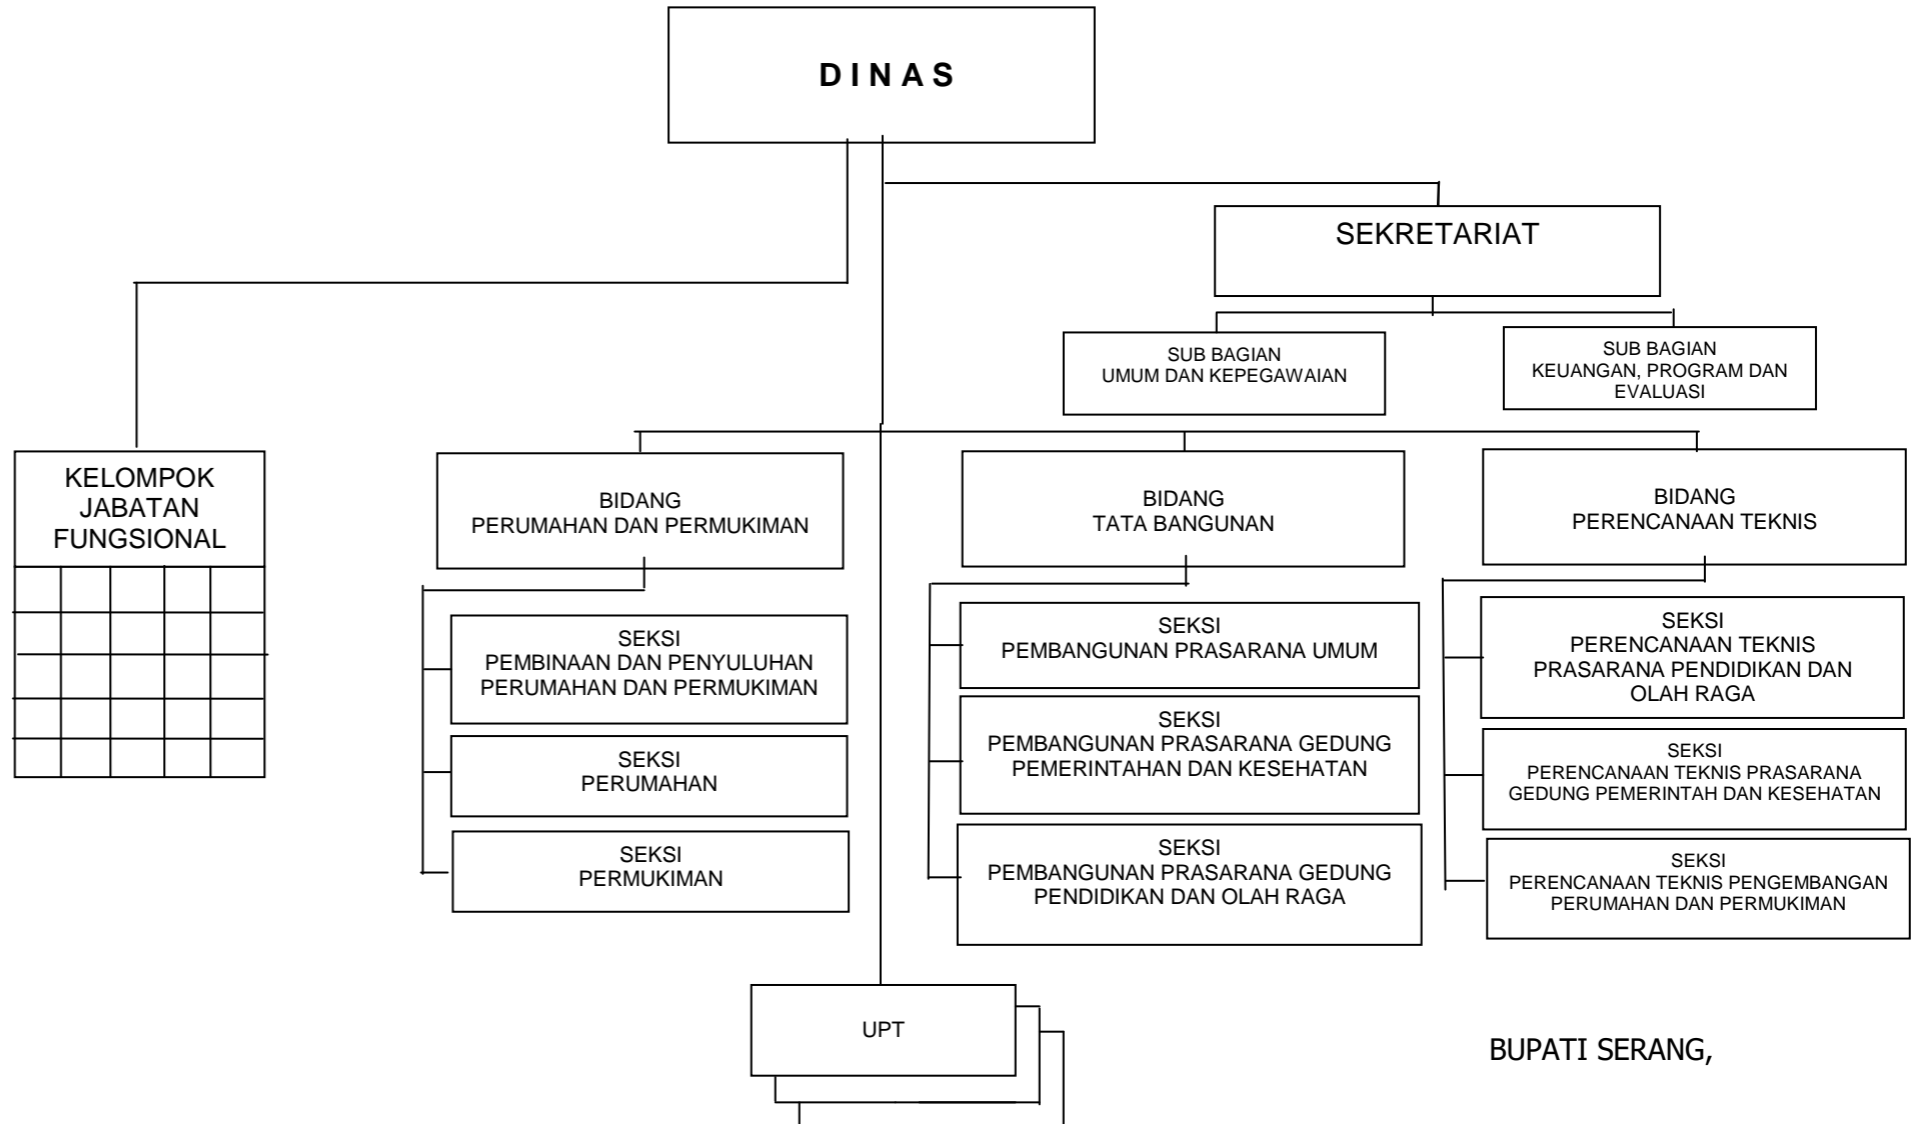 D I N A S
SEKRETARIAT
SUB BAGIAN
UMUM DAN KEPEGAWAIAN
SUB BAGIAN
KEUANGAN, PROGRAM DAN
EVALUASI
KELOMPOK
JABATAN
FUNGSIONAL
BIDANG
PERUMAHAN DAN PERMUKIMAN
SEKSI
PEMBINAAN DAN PENYULUHAN
PERUMAHAN DAN PERMUKIMAN
SEKSI
PERUMAHAN
SEKSI
PERMUKIMAN
BIDANG
TATA BANGUNAN
SEKSI
PEMBANGUNAN PRASARANA UMUM
SEKSI
PEMBANGUNAN PRASARANA GEDUNG
PEMERINTAHAN DAN KESEHATAN
SEKSI
PEMBANGUNAN PRASARANA GEDUNG
PENDIDIKAN DAN OLAH RAGA
BIDANG
PERENCANAAN TEKNIS
SEKSI
PERENCANAAN TEKNIS
PRASARANA PENDIDIKAN DAN
OLAH RAGA
SEKSI
PERENCANAAN TEKNIS PRASARANA
GEDUNG PEMERINTAH DAN KESEHATAN
SEKSI
PERENCANAAN TEKNIS PENGEMBANGAN
PERUMAHAN DAN PERMUKIMAN
UPT
BUPATI SERANG,